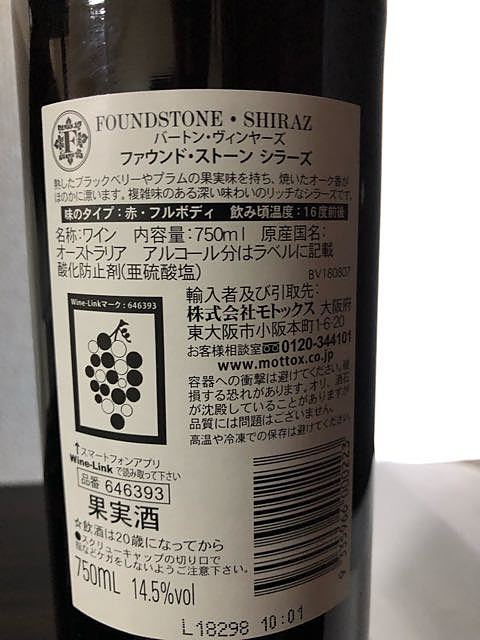 FOUNDSTONE・SHIRAZ
バートン・ヴィンヤーズ
ファウンド・ストーン シラーズ
熟したブラックベリーやプラムの果実味を持ち、焼いたオーク香が
ほのかに漂います。複雑味のある深い味わいのリッチなシラーズです。
味のタイプ:赤・フルボディ 飲み頃温度:16度前後
名称:ワイン 内容量:750ml 原産国名:
オーストラリア アルコール分はラベルに記載
酸化防止剤(亜硫酸塩)
BV180807
Wine-Linkマーク:646393
輸入者及び引取先:
株式会社モトックス 大阪府
東大阪市小阪本町1-6-20
お客様相談室 0120-344101
www.mottox.co.jp
容器への衝撃は避けてください。破
損する恐れがあります。オリ、酒石
が沈殿していることがありますが
品質には問題はございません。
高温や冷凍での保存は避けてください。
↑スマートフォンアプリ
Wine-Linkで読み取って下さい
品番 646393
果実酒
☆飲酒は20歳になってから
●スクリューキャップの切り口で
指などケガをしないようご注意下さい。
750mL 14.5%vol
L18298 10:01